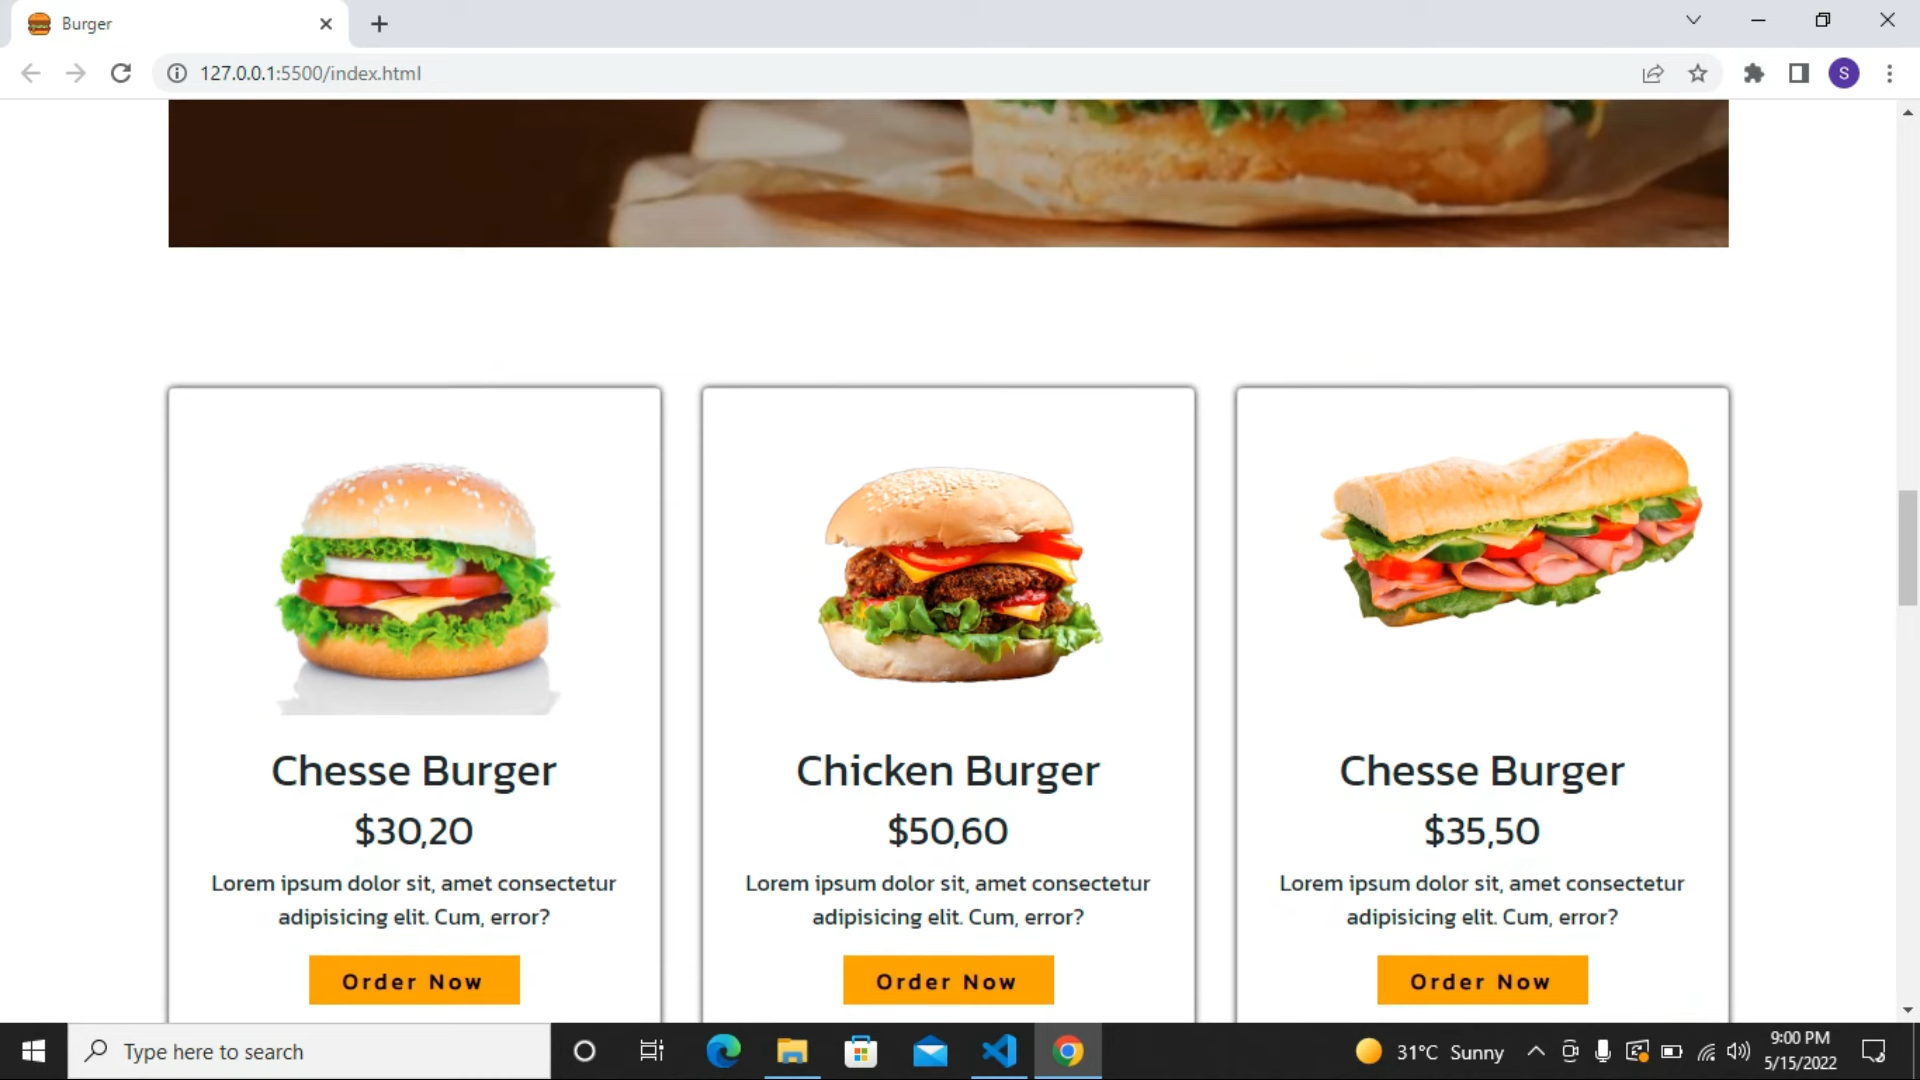 Burger
127.0.0.1:5500/index.html
S
Chesse Burger
$30,20
Lorem ipsum dolor sit, amet consectetur
adipisicing elit. Cum, error?
Order Now
Chicken Burger
$50,60
Lorem ipsum dolor sit, amet consectetur
adipisicing elit. Cum, error?
Order Now
Chesse Burger
$35,50
Lorem ipsum dolor sit, amet consectetur
adipisicing elit. Cum, error?
Order Now
Type here to search
31°C Sunny
9:00 PM
5/15/2022